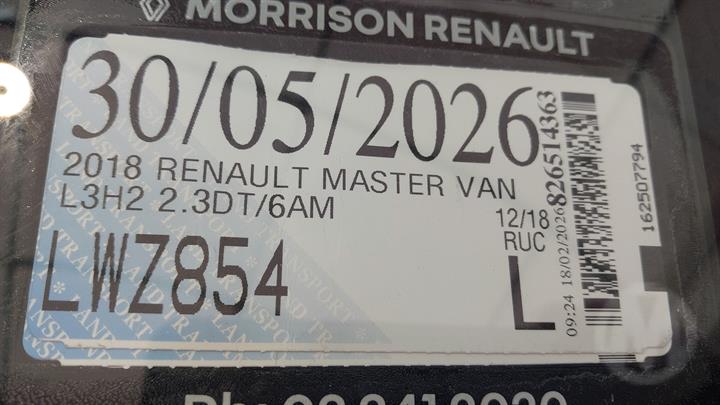 MORRISON RENAULT
30/05/2026
2018 RENAULT MASTER VAN
L3H2 2.3DT/6AM
12/18
RUC
LWZ854
L
09:24 18/02/2026
826514363
162507794